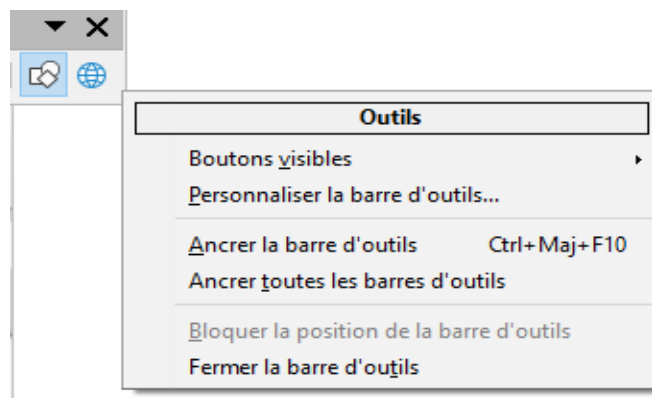 Outils
Boutons visibles
Personnaliser la barre d'outils...
Ancrer la barre d'outils Ctrl+Maj+F10
Ancrer toutes les barres d'outils
Bloquer la position de la barre d'outils
Fermer la barre d'outils